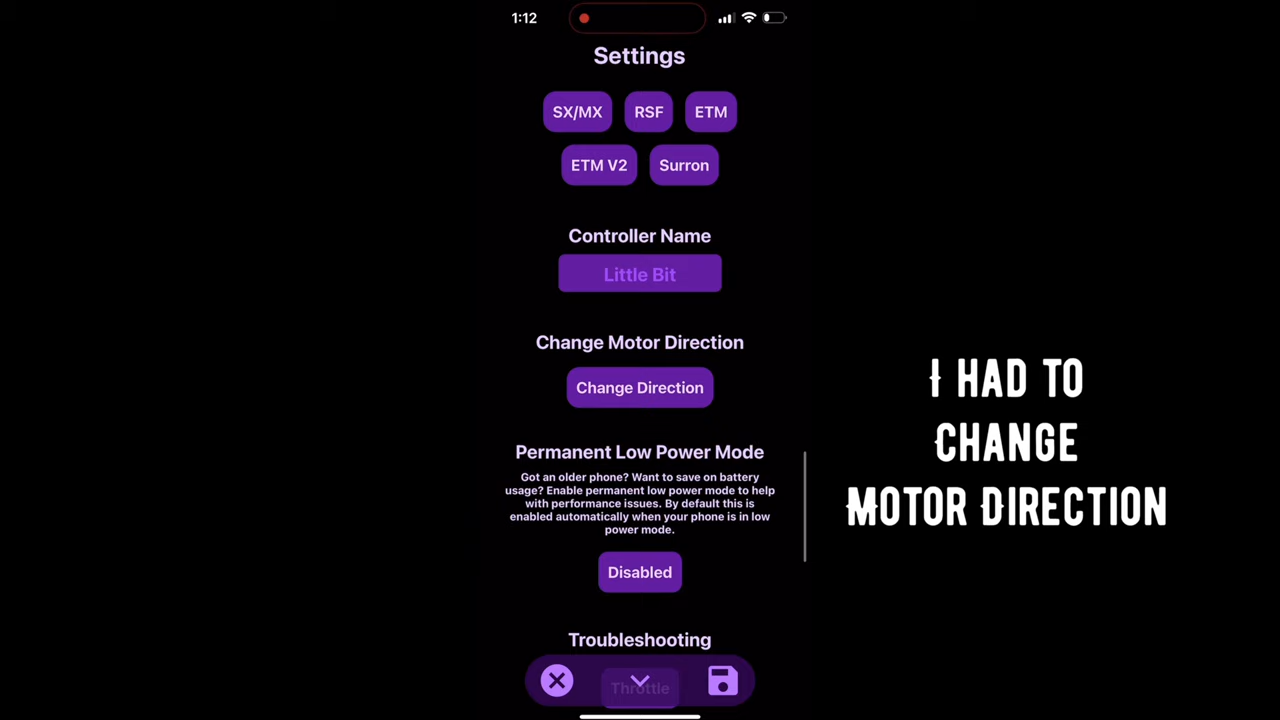 1:12
Settings
SX/MX RSF ETM
ETM V2 Surron
Controller Name
Little Bit
Change Motor Direction
Change Direction
Permanent Low Power Mode
Got an older phone? Want to save on battery
usage? Enable permanent low power mode to help
with performance issues. By default this is
enabled automatically when your phone is in low
power mode.
Disabled
Troubleshooting
Throttle
I HAD TO
CHANGE
MOTOR DIRECTION